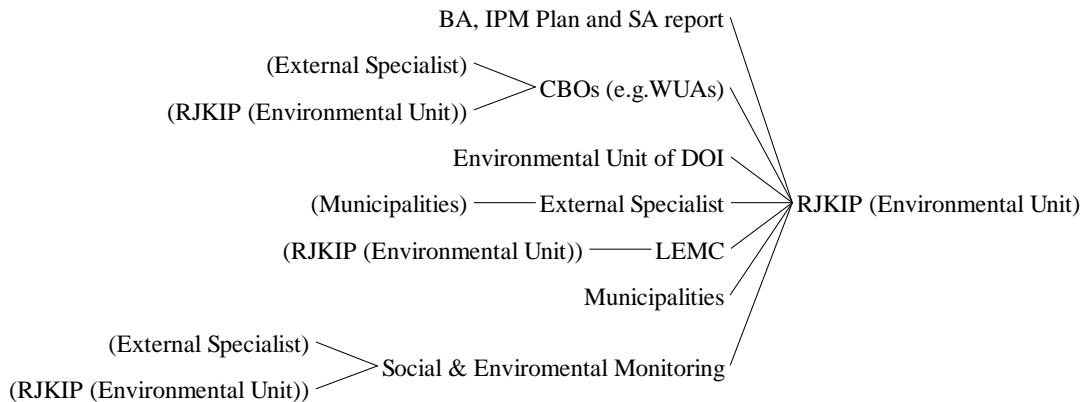 BA, IPM Plan and SA report
(External Specialist)
CBOs (e.g.WUAs)
(RJKIP (Environmental Unit))
Environmental Unit of DOI
(Municipalities)
External Specialist
RJKIP (Environmental Unit)
(RJKIP (Environmental Unit))
LEMC
Municipalities
(External Specialist)
Social & Enviromental Monitoring
(RJKIP (Environmental Unit))